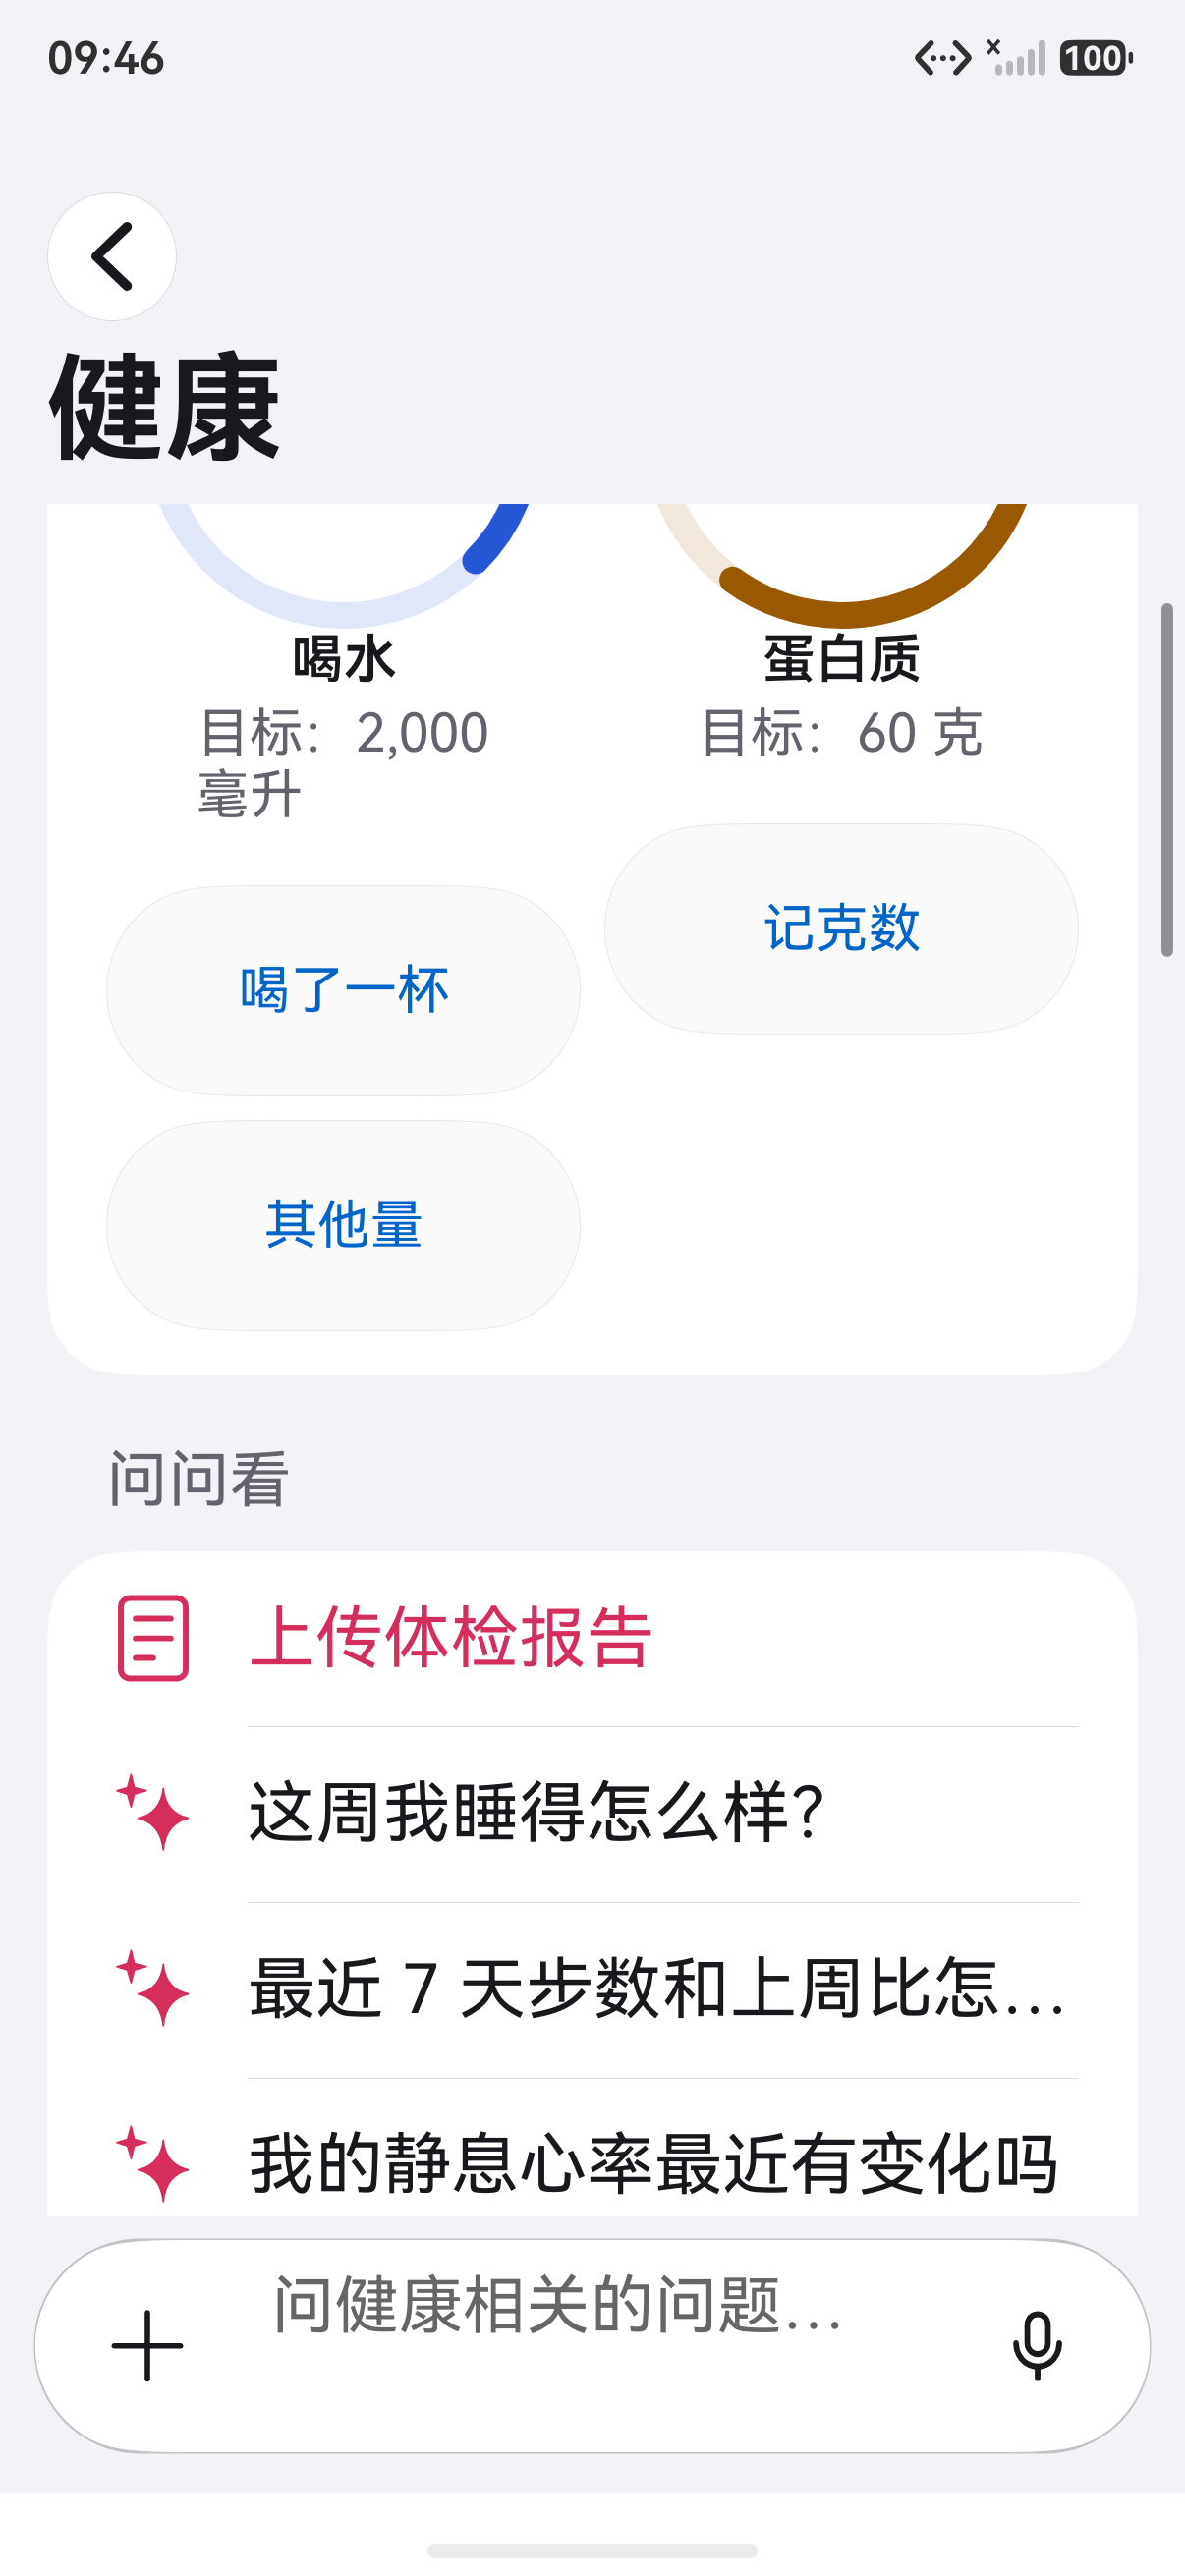 09:46
100
健康
喝水
蛋白质
目标：2,000
毫升
目标：60 克
记克数
喝了一杯
其他量
问问看
上传体检报告
这周我睡得怎么样？
最近 7 天步数和上周比怎…
我的静息心率最近有变化吗
问健康相关的问题…